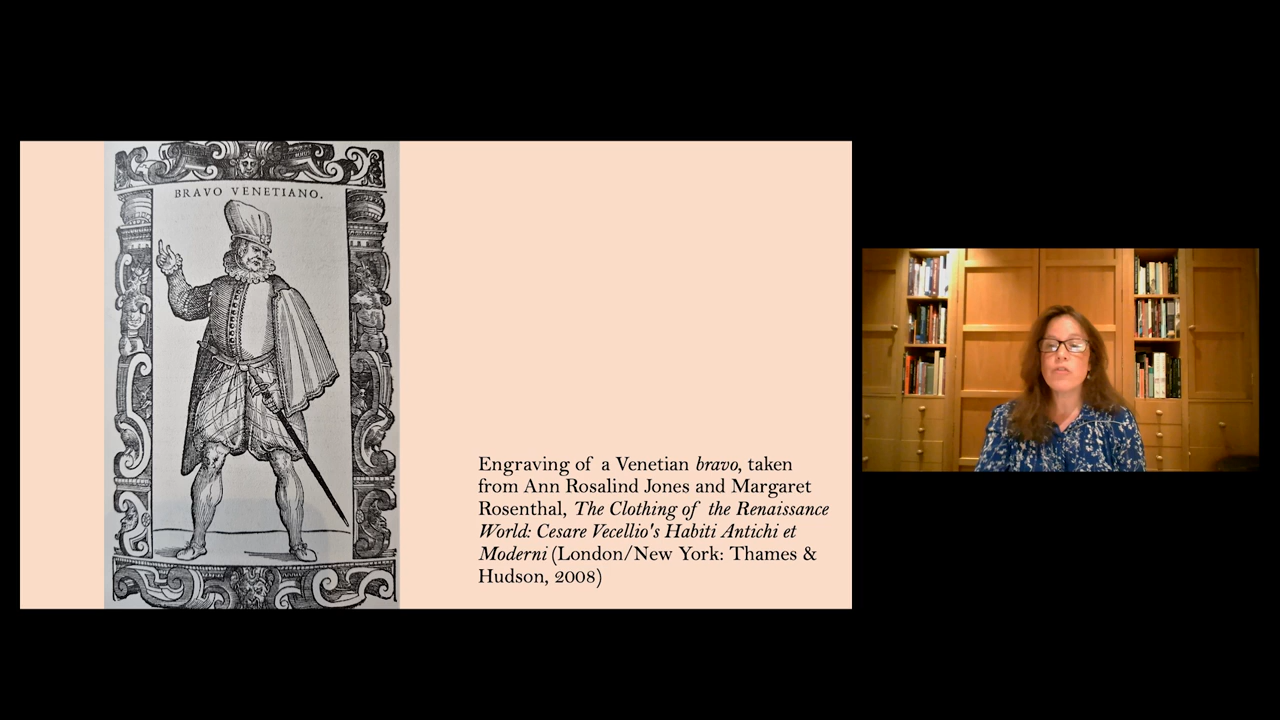 BRAVO VENETIANO.
Engraving of a Venetian bravo, taken
from Ann Rosalind Jones and Margaret
Rosenthal, The Clothing of the Renaissance
World: Cesare Vecellio's Habiti Antichi et
Moderni (London/New York: Thames &
Hudson, 2008)